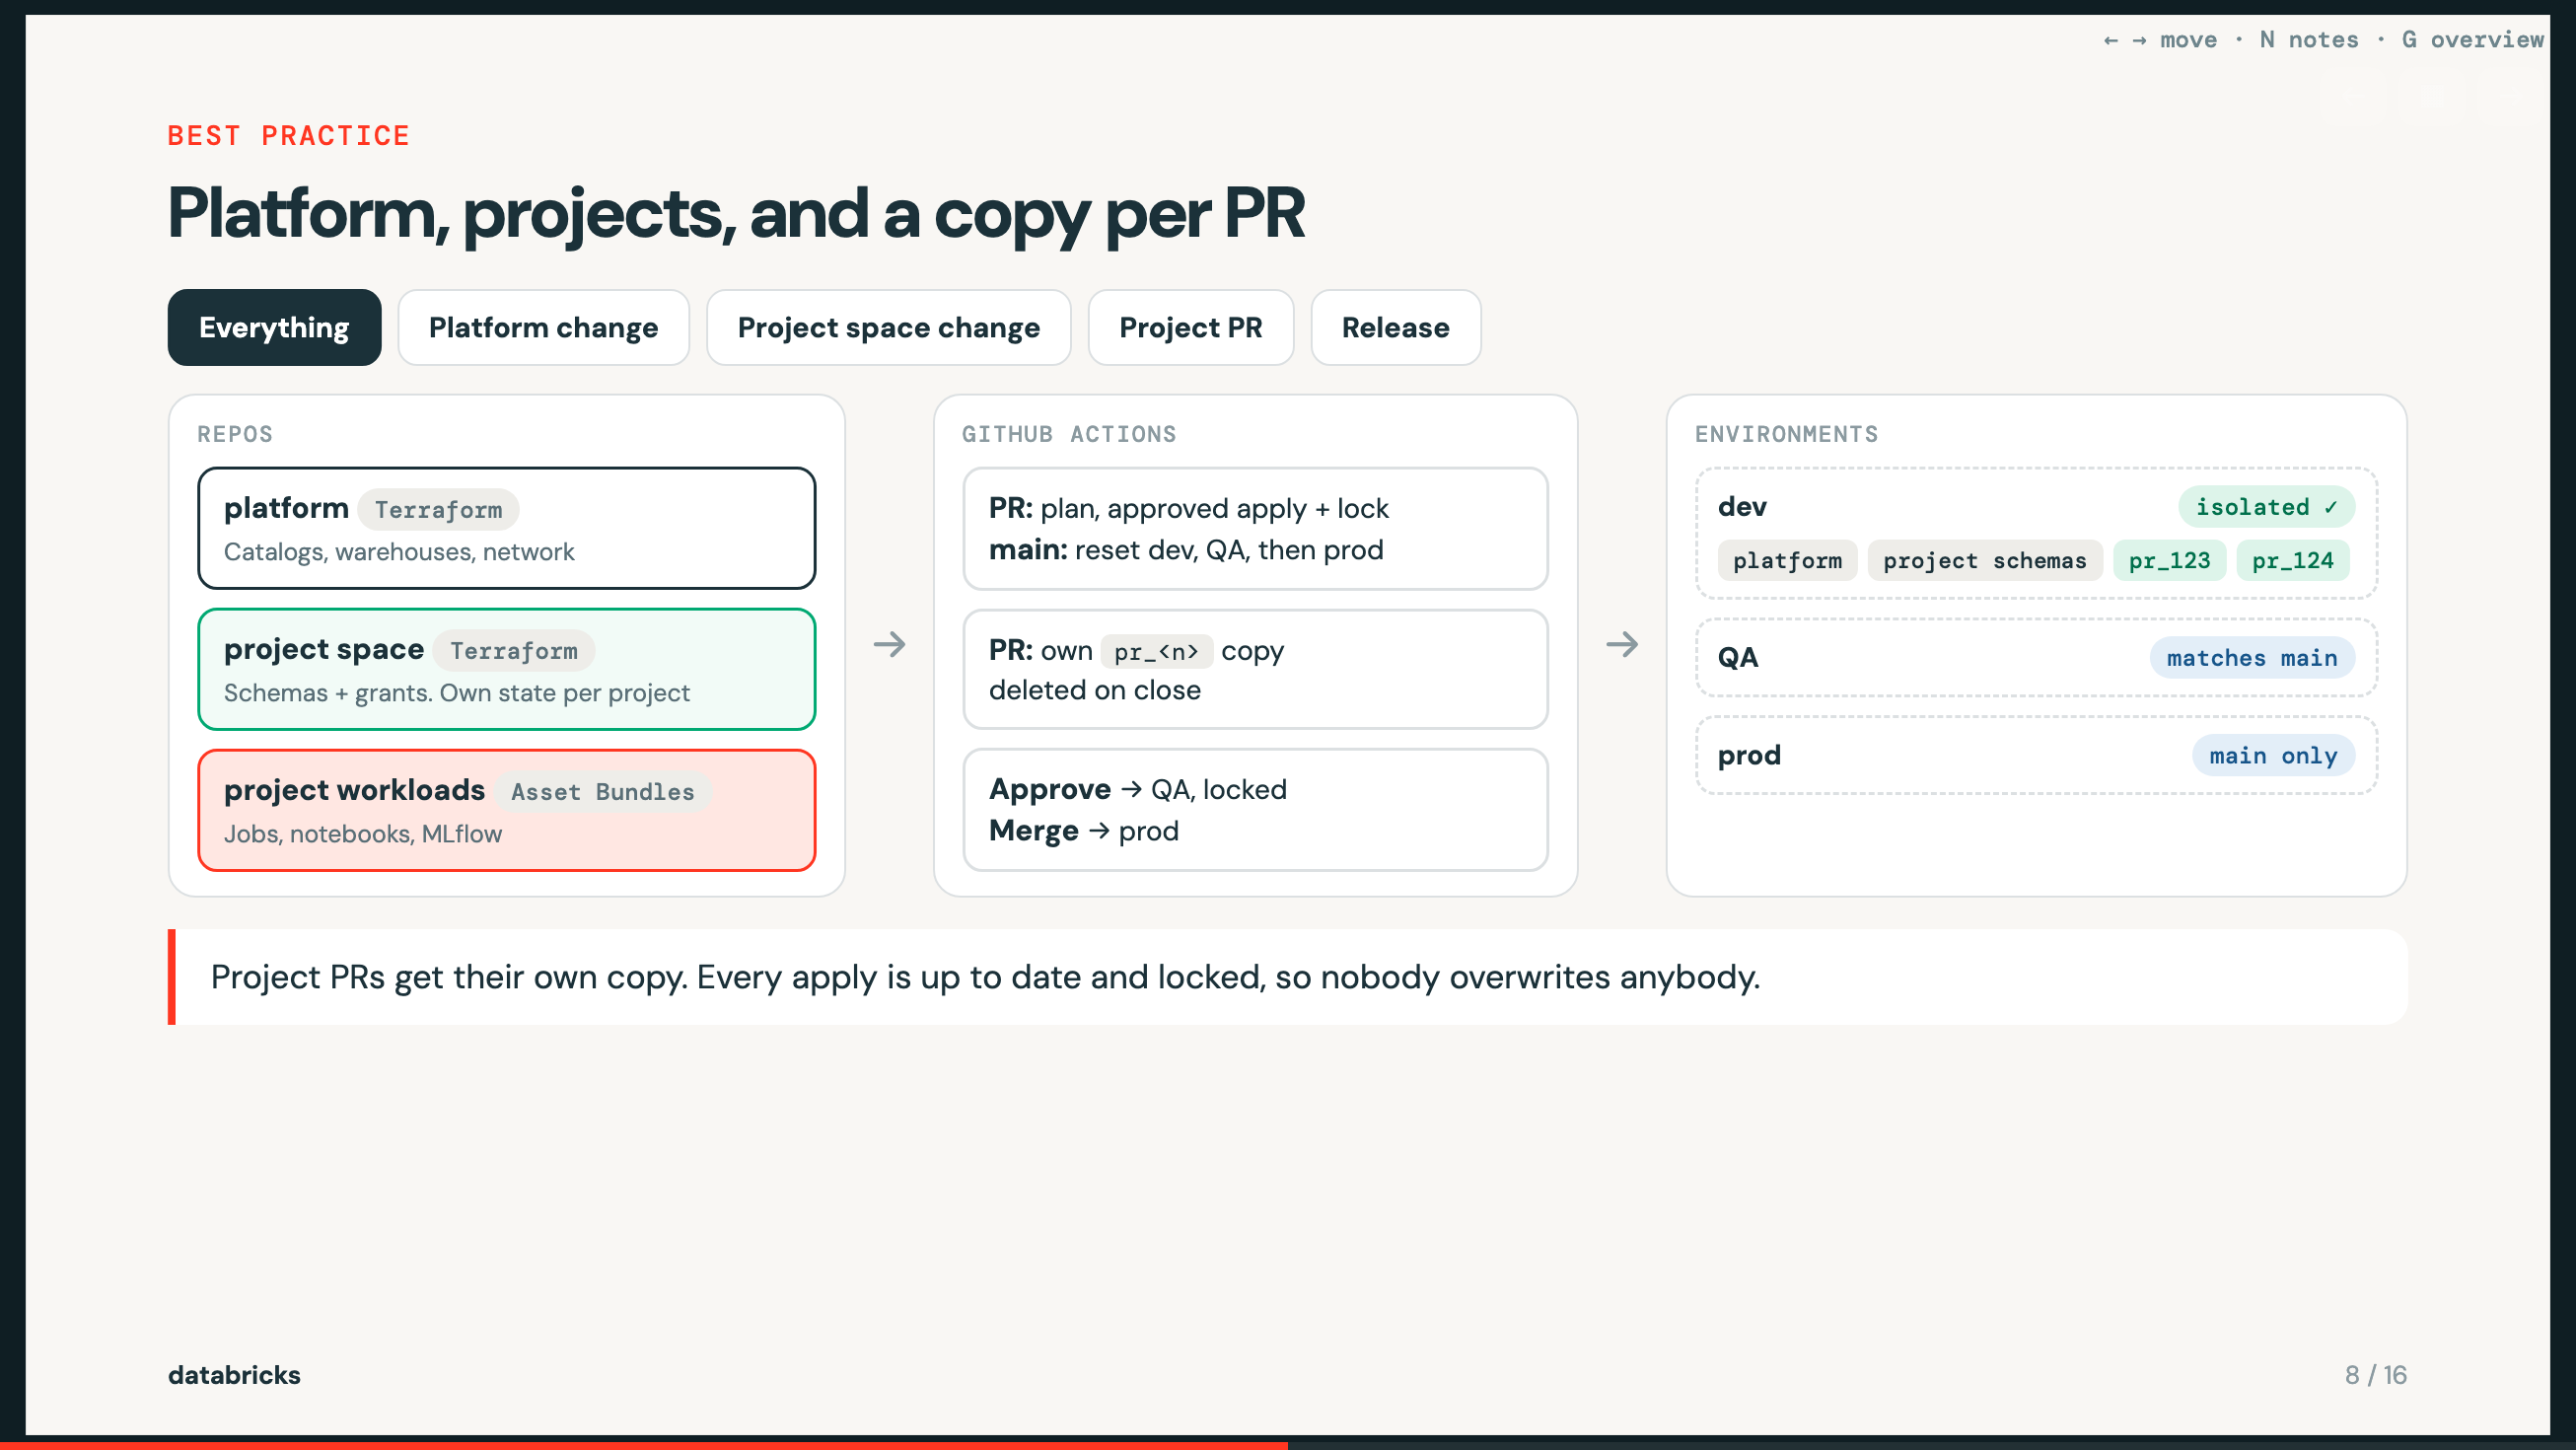 ← → move · N notes · G overview
BEST PRACTICE
Platform, projects, and a copy per PR
Everything
Platform change
Project space change
Project PR
Release
REPOS
platform Terraform
Catalogs, warehouses, network
project space Terraform
Schemas + grants. Own state per project
project workloads Asset Bundles
Jobs, notebooks, MLflow
→
GITHUB ACTIONS
PR: plan, approved apply + lock
main: reset dev, QA, then prod
PR: own pr_<n> copy
deleted on close
Approve → QA, locked
Merge → prod
→
ENVIRONMENTS
dev isolated ✓
platform project schemas pr_123 pr_124
QA matches main
prod main only
Project PRs get their own copy. Every apply is up to date and locked, so nobody overwrites anybody.
databricks
8 / 16